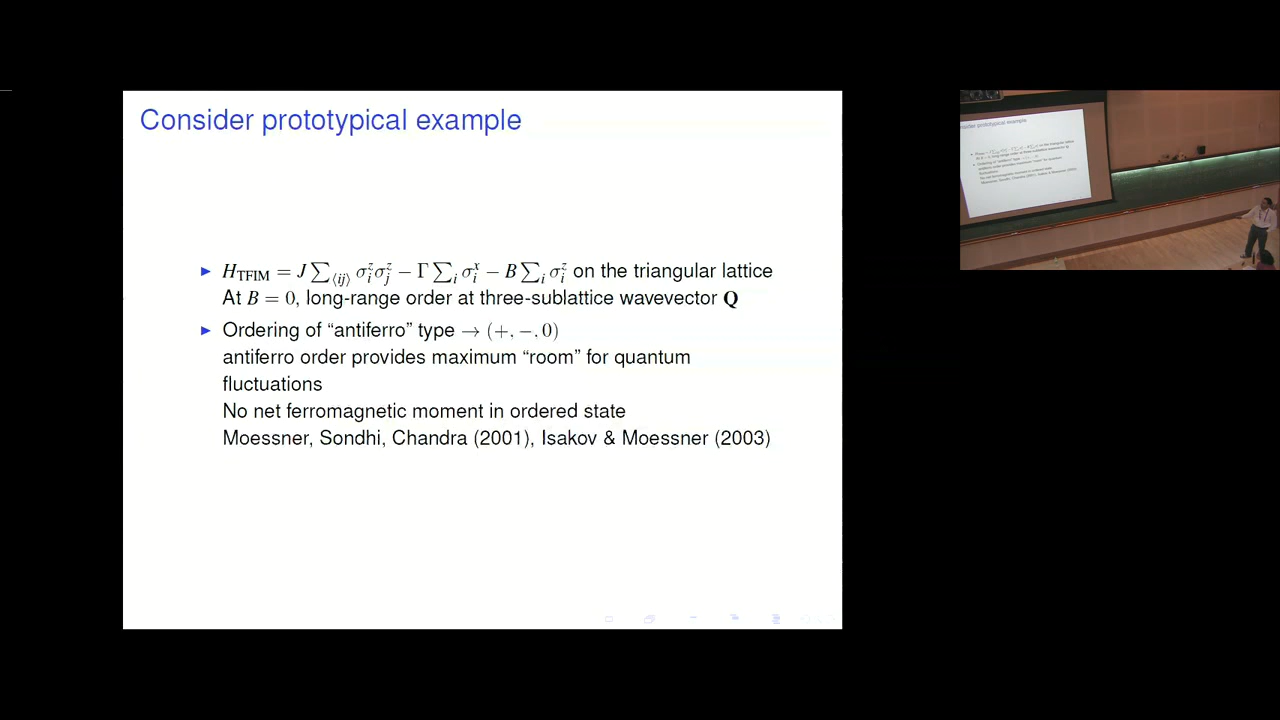 Consider prototypical example
▶ H_TFIM = J ∑_⟨ij⟩ σ_i^z σ_j^z − Γ ∑_i σ_i^x − B ∑_i σ_i^z on the triangular lattice
At B = 0, long-range order at three-sublattice wavevector Q
▶ Ordering of “antiferro” type → (+, −, 0)
antiferro order provides maximum “room” for quantum
fluctuations
No net ferromagnetic moment in ordered state
Moessner, Sondhi, Chandra (2001), Isakov & Moessner (2003)